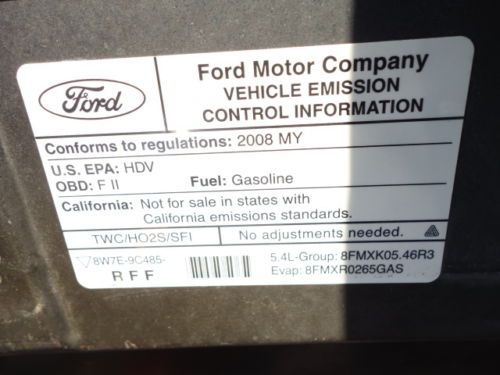 Ford
Ford Motor Company
VEHICLE EMISSION
CONTROL INFORMATION
Conforms to regulations: 2008 MY
U.S. EPA: HDV
OBD: F II
Fuel: Gasoline
California: Not for sale in states with
California emissions standards.
TWC/HO2S/SFI
No adjustments needed.
8W7E-9C485-
RFF
5.4L-Group: 8FMXK05.46R3
Evap: 8FMXR0265GAS